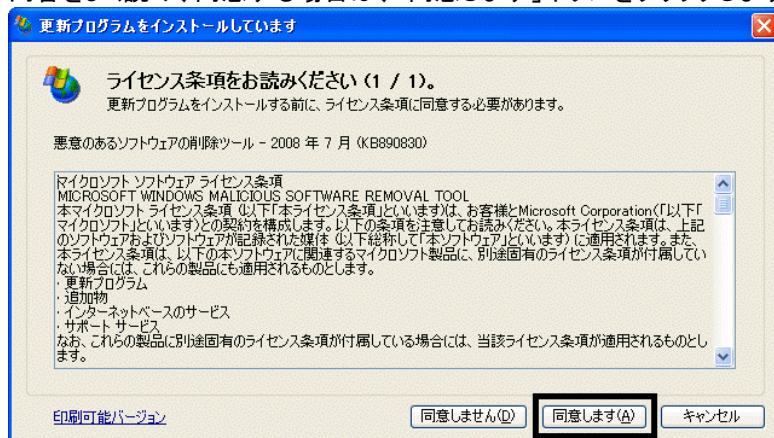 更新プログラムをインストールしています
ライセンス条項をお読みください (1 / 1)。
更新プログラムをインストールする前に、ライセンス条項に同意する必要があります。
悪意のあるソフトウェアの削除ツール - 2008 年 7 月 (KB890830)
マイクロソフト ソフトウェア ライセンス条項
MICROSOFT WINDOWS MALICIOUS SOFTWARE REMOVAL TOOL
本マイクロソフト ライセンス条項 (以下「本ライセンス条項」といいます)は、お客様とMicrosoft Corporation(「以下「
マイクロソフト」といいます)との契約を構成します。以下の条項を注意してお読みください。本ライセンス条項は、上記
のソフトウェアおよびソフトウェアが記録された媒体 (以下総称して「本ソフトウェア」といいます) に適用されます。また、
本ライセンス条項は、以下の本ソフトウェアに関連するマイクロソフト製品に、別途固有のライセンス条項が付属してい
ない場合には、これらの製品にも適用されるものとします。
・更新プログラム
・追加物
・インターネットベースのサービス
・サポート サービス
なお、これらの製品に別途固有のライセンス条項が付属している場合には、当該ライセンス条項が適用されるものとし
ます。
印刷可能バージョン
同意しません(D)
同意します(A)
キャンセル